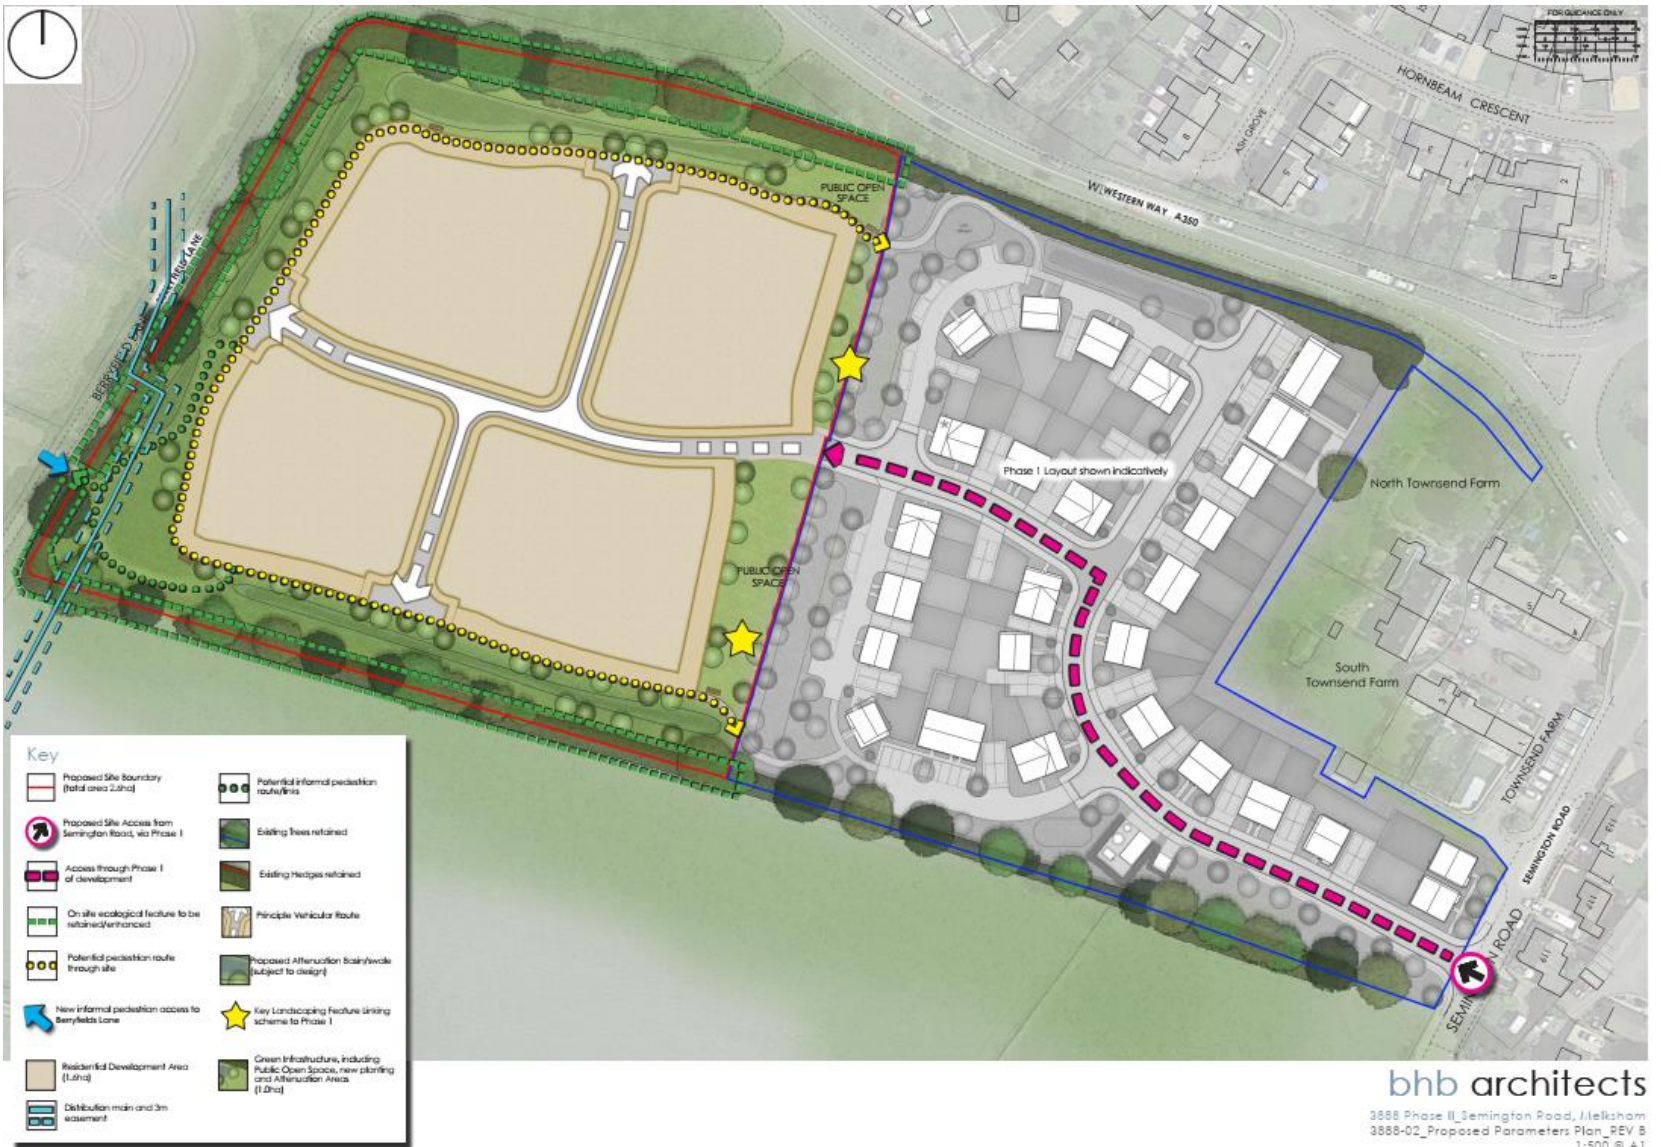 FOR GUIDANCE ONLY
HORNBEAM CRESCENT
ASH GROVE
WESTERN WAY A350
PUBLIC OPEN
SPACE
BERRYFIELD LANE
Phase 1 Layout shown indicatively
North Townsend Farm
PUBLIC OPEN
SPACE
South
Townsend Farm
TOWNSEND FARM
SEMINGTON ROAD
SEMINGTON ROAD
Key
Proposed Site Boundary
(total area 2.6ha)
Proposed Site Access from
Semington Road, via Phase 1
Access through Phase 1
of development
On site ecological feature to be
retained/enhanced
Potential pedestrian route
through site
New informal pedestrian access to
Berryfields Lane
Residential Development Area
(1.6ha)
Distribution main and 3m
easement
Potential informal pedestrian
route/links
Existing Trees retained
Existing Hedges retained
Principle Vehicular Route
Proposed Attenuation Basin/swale
(subject to design)
Key Landscaping Feature Linking
scheme to Phase 1
Green Infrastructure, including
Public Open Space, new planting
and Attenuation Areas
(1.0ha)
bhb architects
3888 Phase II_Semington Road, Melksham
3888-02_Proposed Parameters Plan_REV B
1:500 @ A1